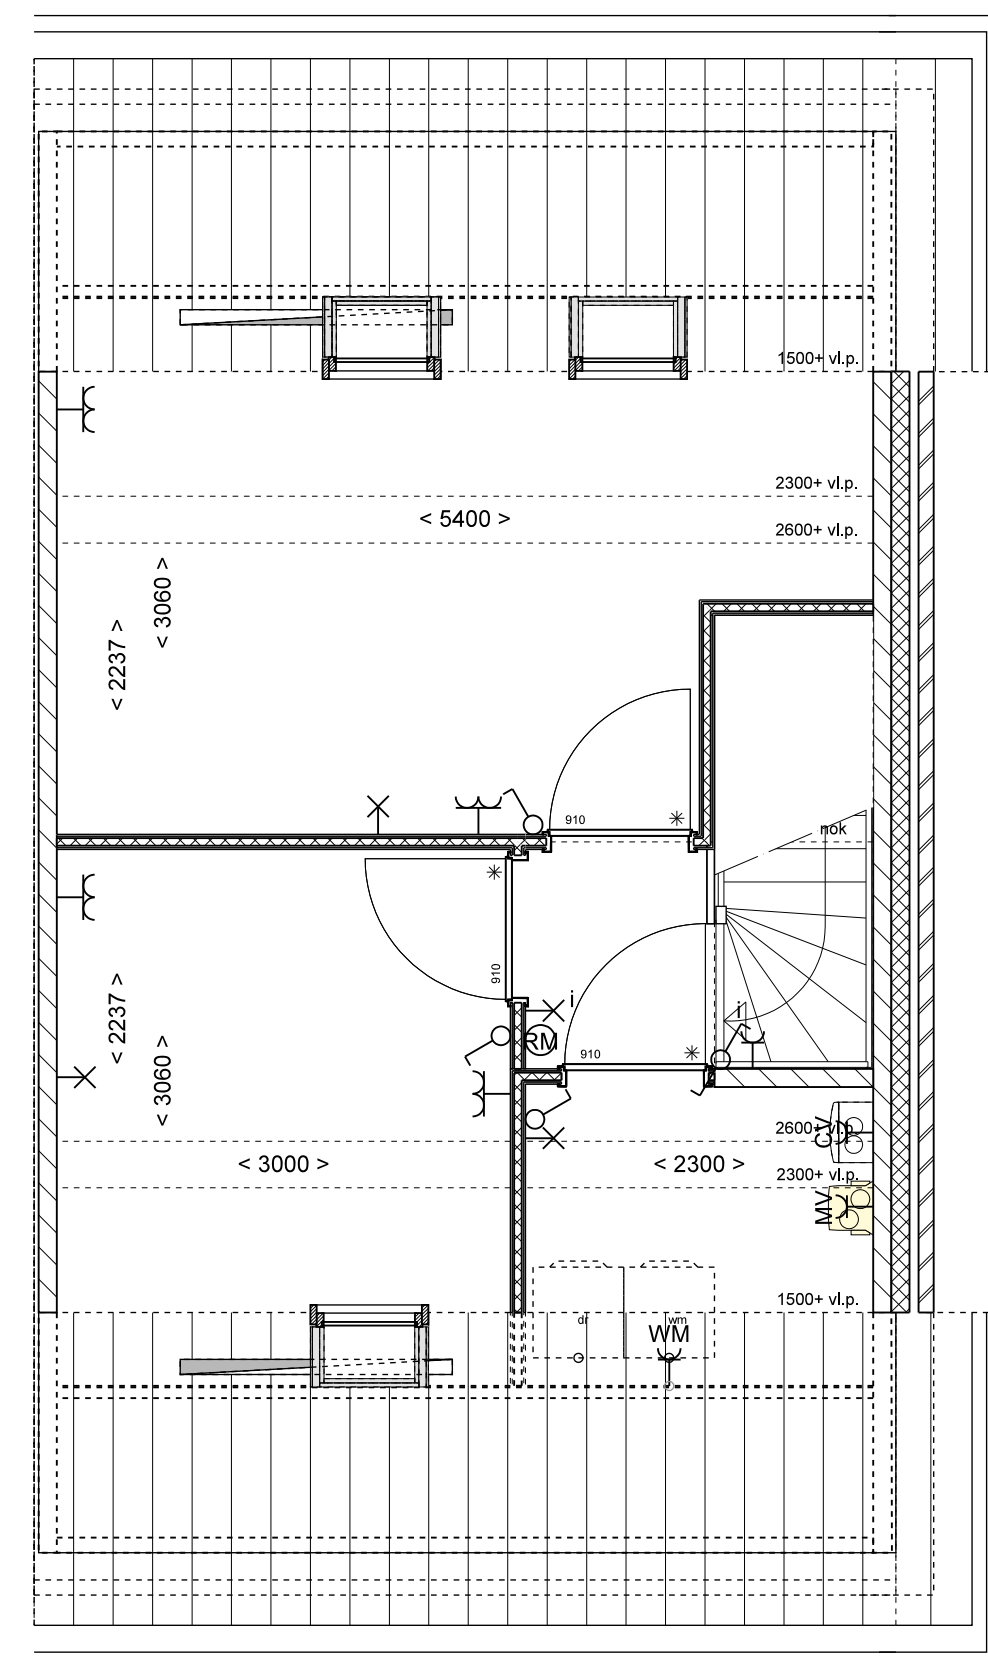 1500+ vl.p.
2300+ vl.p.
< 5400 >
2600+ vl.p.
< 3060 >
< 2237 >
910
nok
910
i
i
RM
910
< 2237 >
< 3060 >
2600+ vl.p.
CV
< 3000 >
< 2300 >
2300+ vl.p.
MV
1500+ vl.p.
dr
wm
WM